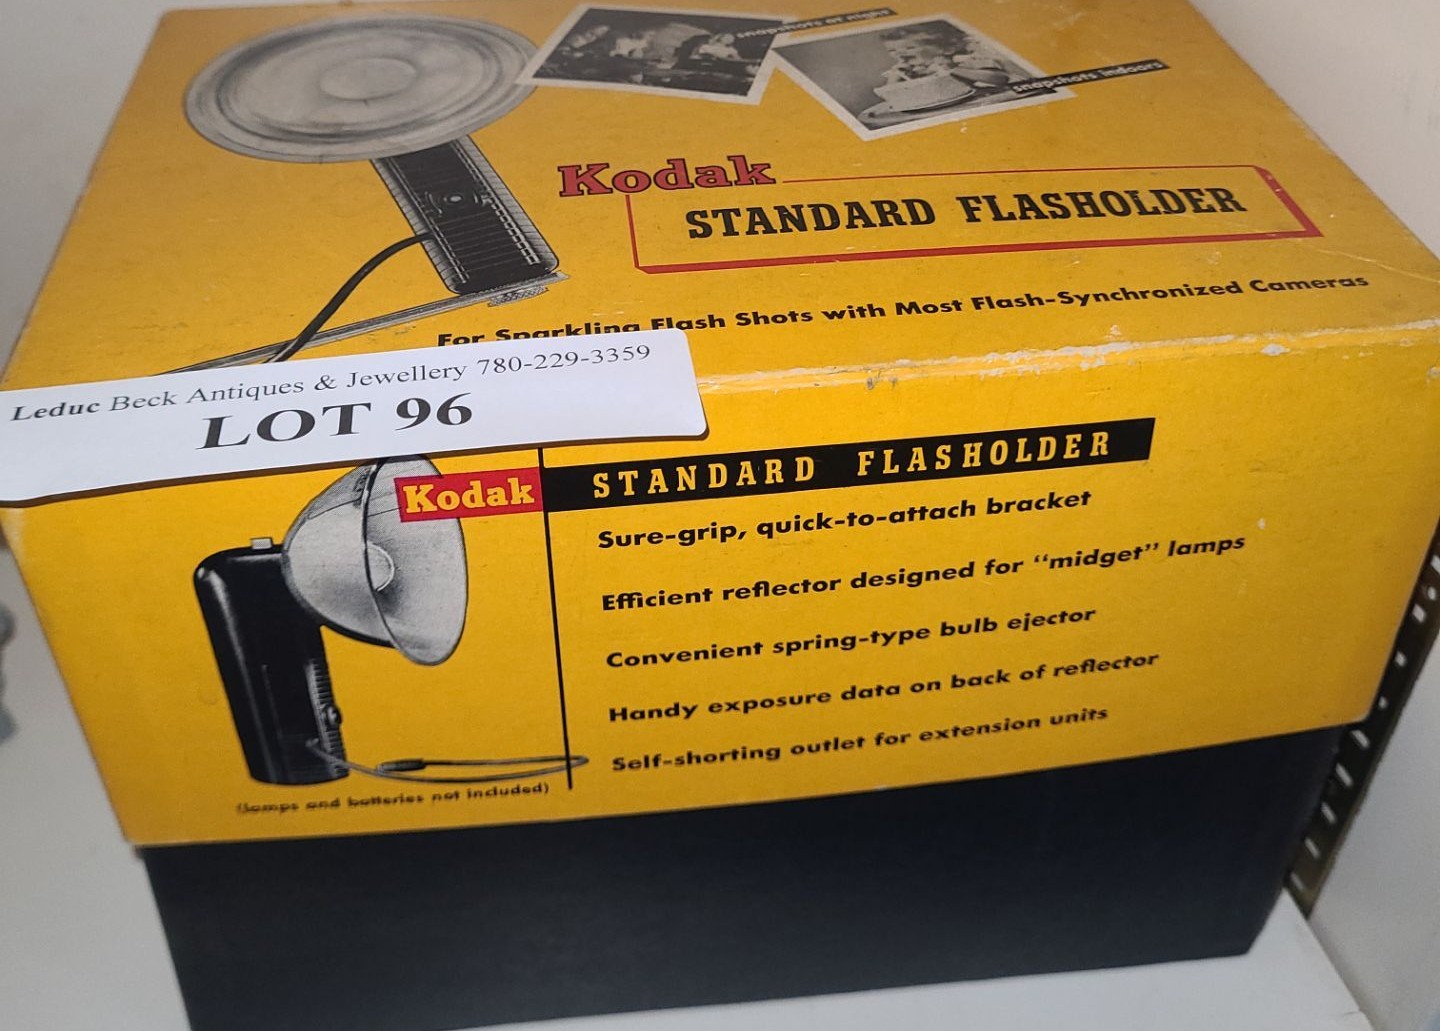 snapshots at night
snapshots indoors
Kodak
STANDARD FLASHOLDER
For Sparkling Flash Shots with Most Flash-Synchronized Cameras
Leduc Beck Antiques & Jewellery 780-229-3359
LOT 96
Kodak STANDARD FLASHOLDER
Sure-grip, quick-to-attach bracket
Efficient reflector designed for “midget” lamps
Convenient spring-type bulb ejector
Handy exposure data on back of reflector
Self-shorting outlet for extension units
(lamps and batteries not included)